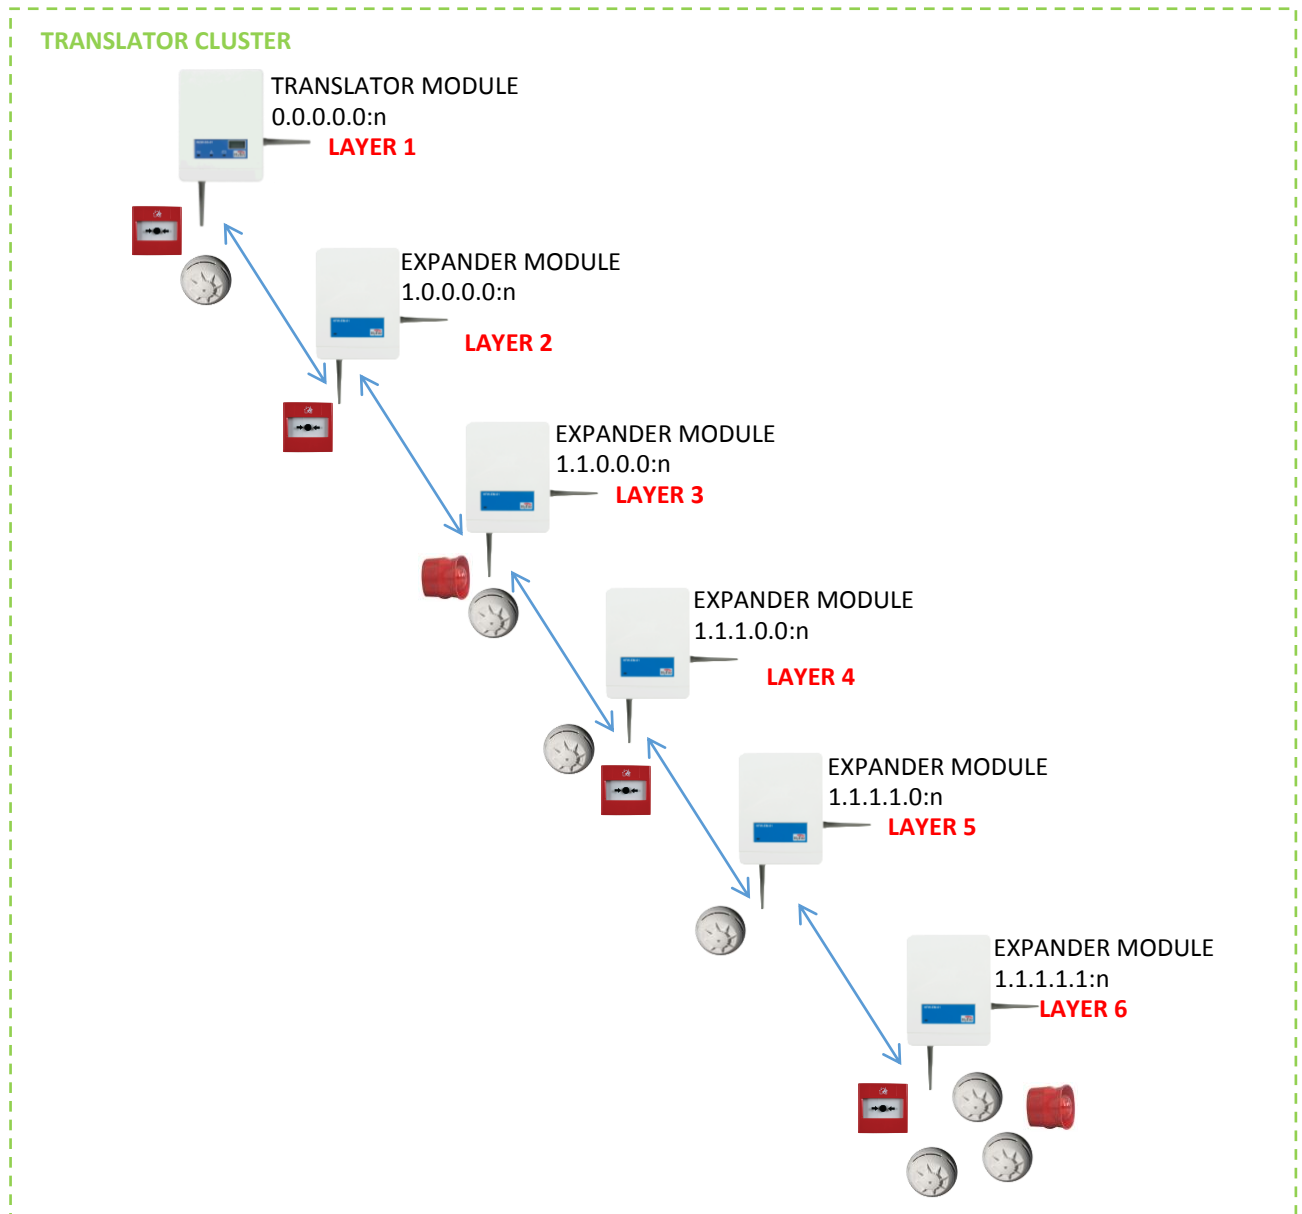 TRANSLATOR CLUSTER
TRANSLATOR MODULE
0.0.0.0.0:n
LAYER 1
EXPANDER MODULE
1.0.0.0.0:n
LAYER 2
EXPANDER MODULE
1.1.0.0.0:n
LAYER 3
EXPANDER MODULE
1.1.1.0.0:n
LAYER 4
EXPANDER MODULE
1.1.1.1.0:n
LAYER 5
EXPANDER MODULE
1.1.1.1.1:n
LAYER 6